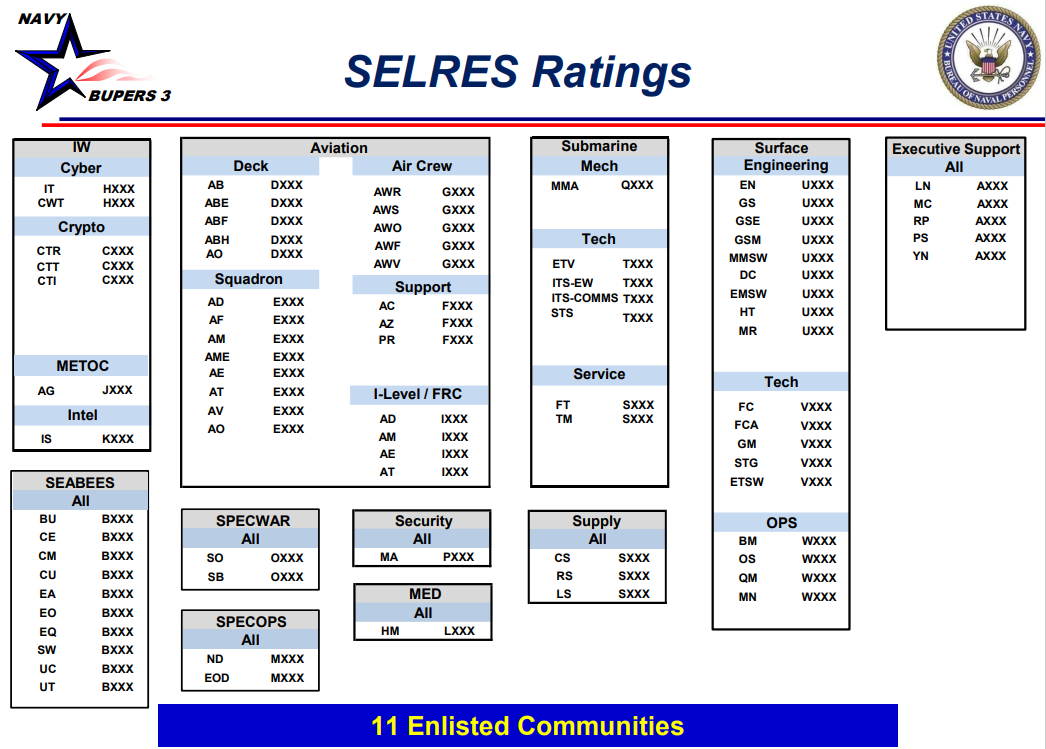 NAVY
BUPERS 3
SELRES Ratings
UNITED STATES NAVY
BUREAU OF NAVAL PERSONNEL
IW
Cyber
IT HXXX
CWT HXXX
Crypto
CTR CXXX
CTT CXXX
CTI CXXX
METOC
AG JXXX
Intel
IS KXXX
SEABEES
All
BU BXXX
CE BXXX
CM BXXX
CU BXXX
EA BXXX
EO BXXX
EQ BXXX
SW BXXX
UC BXXX
UT BXXX
Aviation
Deck
AB DXXX
ABE DXXX
ABF DXXX
ABH DXXX
AO DXXX
Squadron
AD EXXX
AF EXXX
AM EXXX
AME EXXX
AE EXXX
AT EXXX
AV EXXX
AO EXXX
Air Crew
AWR GXXX
AWS GXXX
AWO GXXX
AWF GXXX
AWV GXXX
Support
AC FXXX
AZ FXXX
PR FXXX
I-Level / FRC
AD IXXX
AM IXXX
AE IXXX
AT IXXX
SPECWAR
All
SO OXXX
SB OXXX
SPECOPS
All
ND MXXX
EOD MXXX
Security
All
MA PXXX
MED
All
HM LXXX
Submarine
Mech
MMA QXXX
Tech
ETV TXXX
ITS-EW TXXX
ITS-COMMS TXXX
STS TXXX
Service
FT SXXX
TM SXXX
Supply
All
CS SXXX
RS SXXX
LS SXXX
Surface
Engineering
EN UXXX
GS UXXX
GSE UXXX
GSM UXXX
MMSW UXXX
DC UXXX
EMSW UXXX
HT UXXX
MR UXXX
Tech
FC VXXX
FCA VXXX
GM VXXX
STG VXXX
ETSW VXXX
OPS
BM WXXX
OS WXXX
QM WXXX
MN WXXX
Executive Support
All
LN AXXX
MC AXXX
RP AXXX
PS AXXX
YN AXXX
11 Enlisted Communities